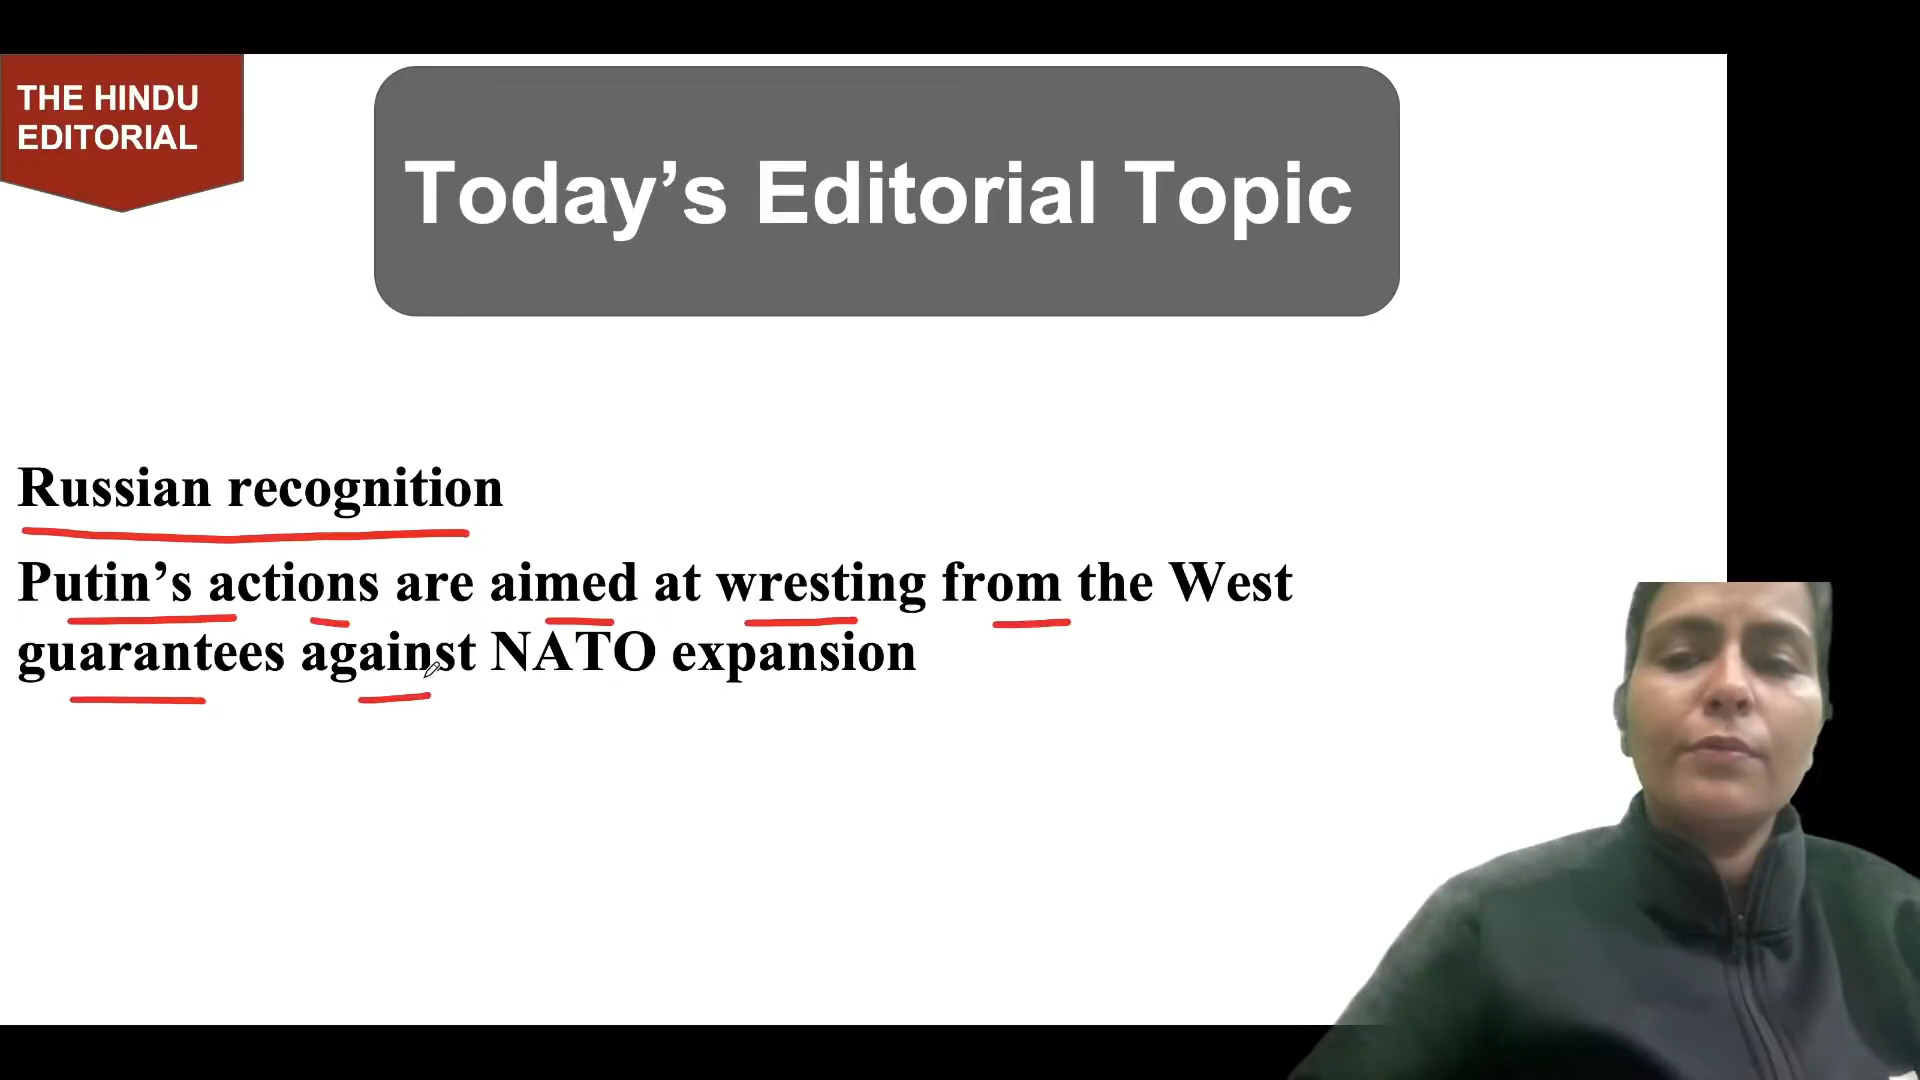 THE HINDU
EDITORIAL
Today’s Editorial Topic
Russian recognition
Putin’s actions are aimed at wresting from the West
guarantees against NATO expansion